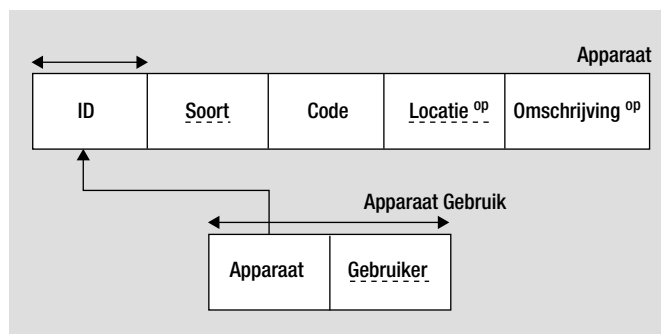 Apparaat
ID Soort Code Locatie op Omschrijving op
Apparaat Gebruik
Apparaat Gebruiker